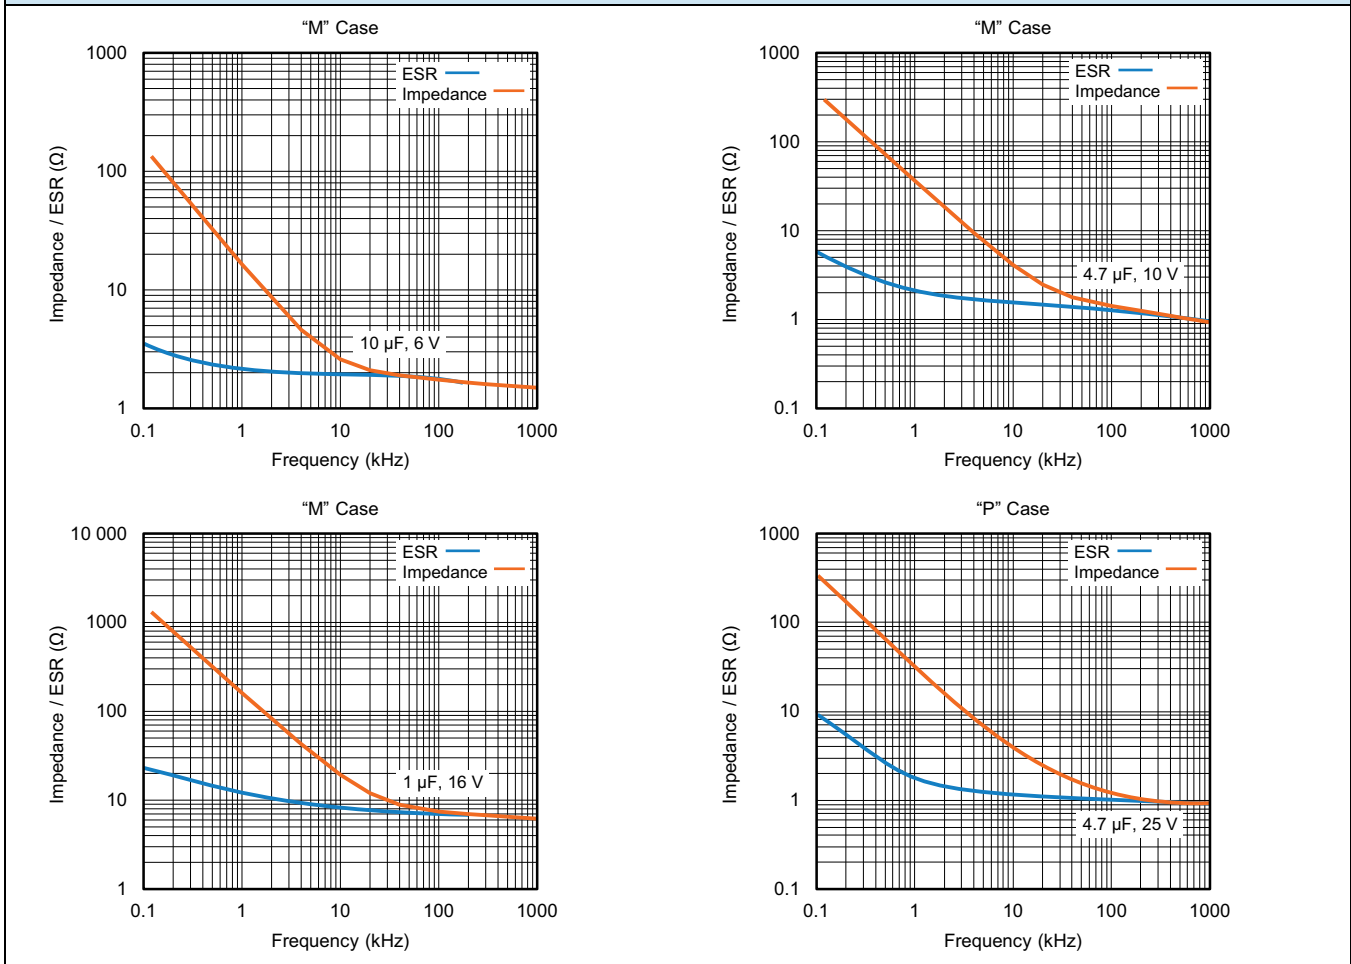 “M” Case
1000
100
10
1
Impedance / ESR (Ω)
ESR
Impedance
10 µF, 6 V
0.1 1 10 100 1000
Frequency (kHz)
“M” Case
1000
100
10
1
0.1
Impedance / ESR (Ω)
ESR
Impedance
4.7 µF, 10 V
0.1 1 10 100 1000
Frequency (kHz)
“M” Case
10 000
1000
100
10
1
Impedance / ESR (Ω)
ESR
Impedance
1 µF, 16 V
0.1 1 10 100 1000
Frequency (kHz)
“P” Case
1000
100
10
1
0.1
Impedance / ESR (Ω)
ESR
Impedance
4.7 µF, 25 V
0.1 1 10 100 1000
Frequency (kHz)